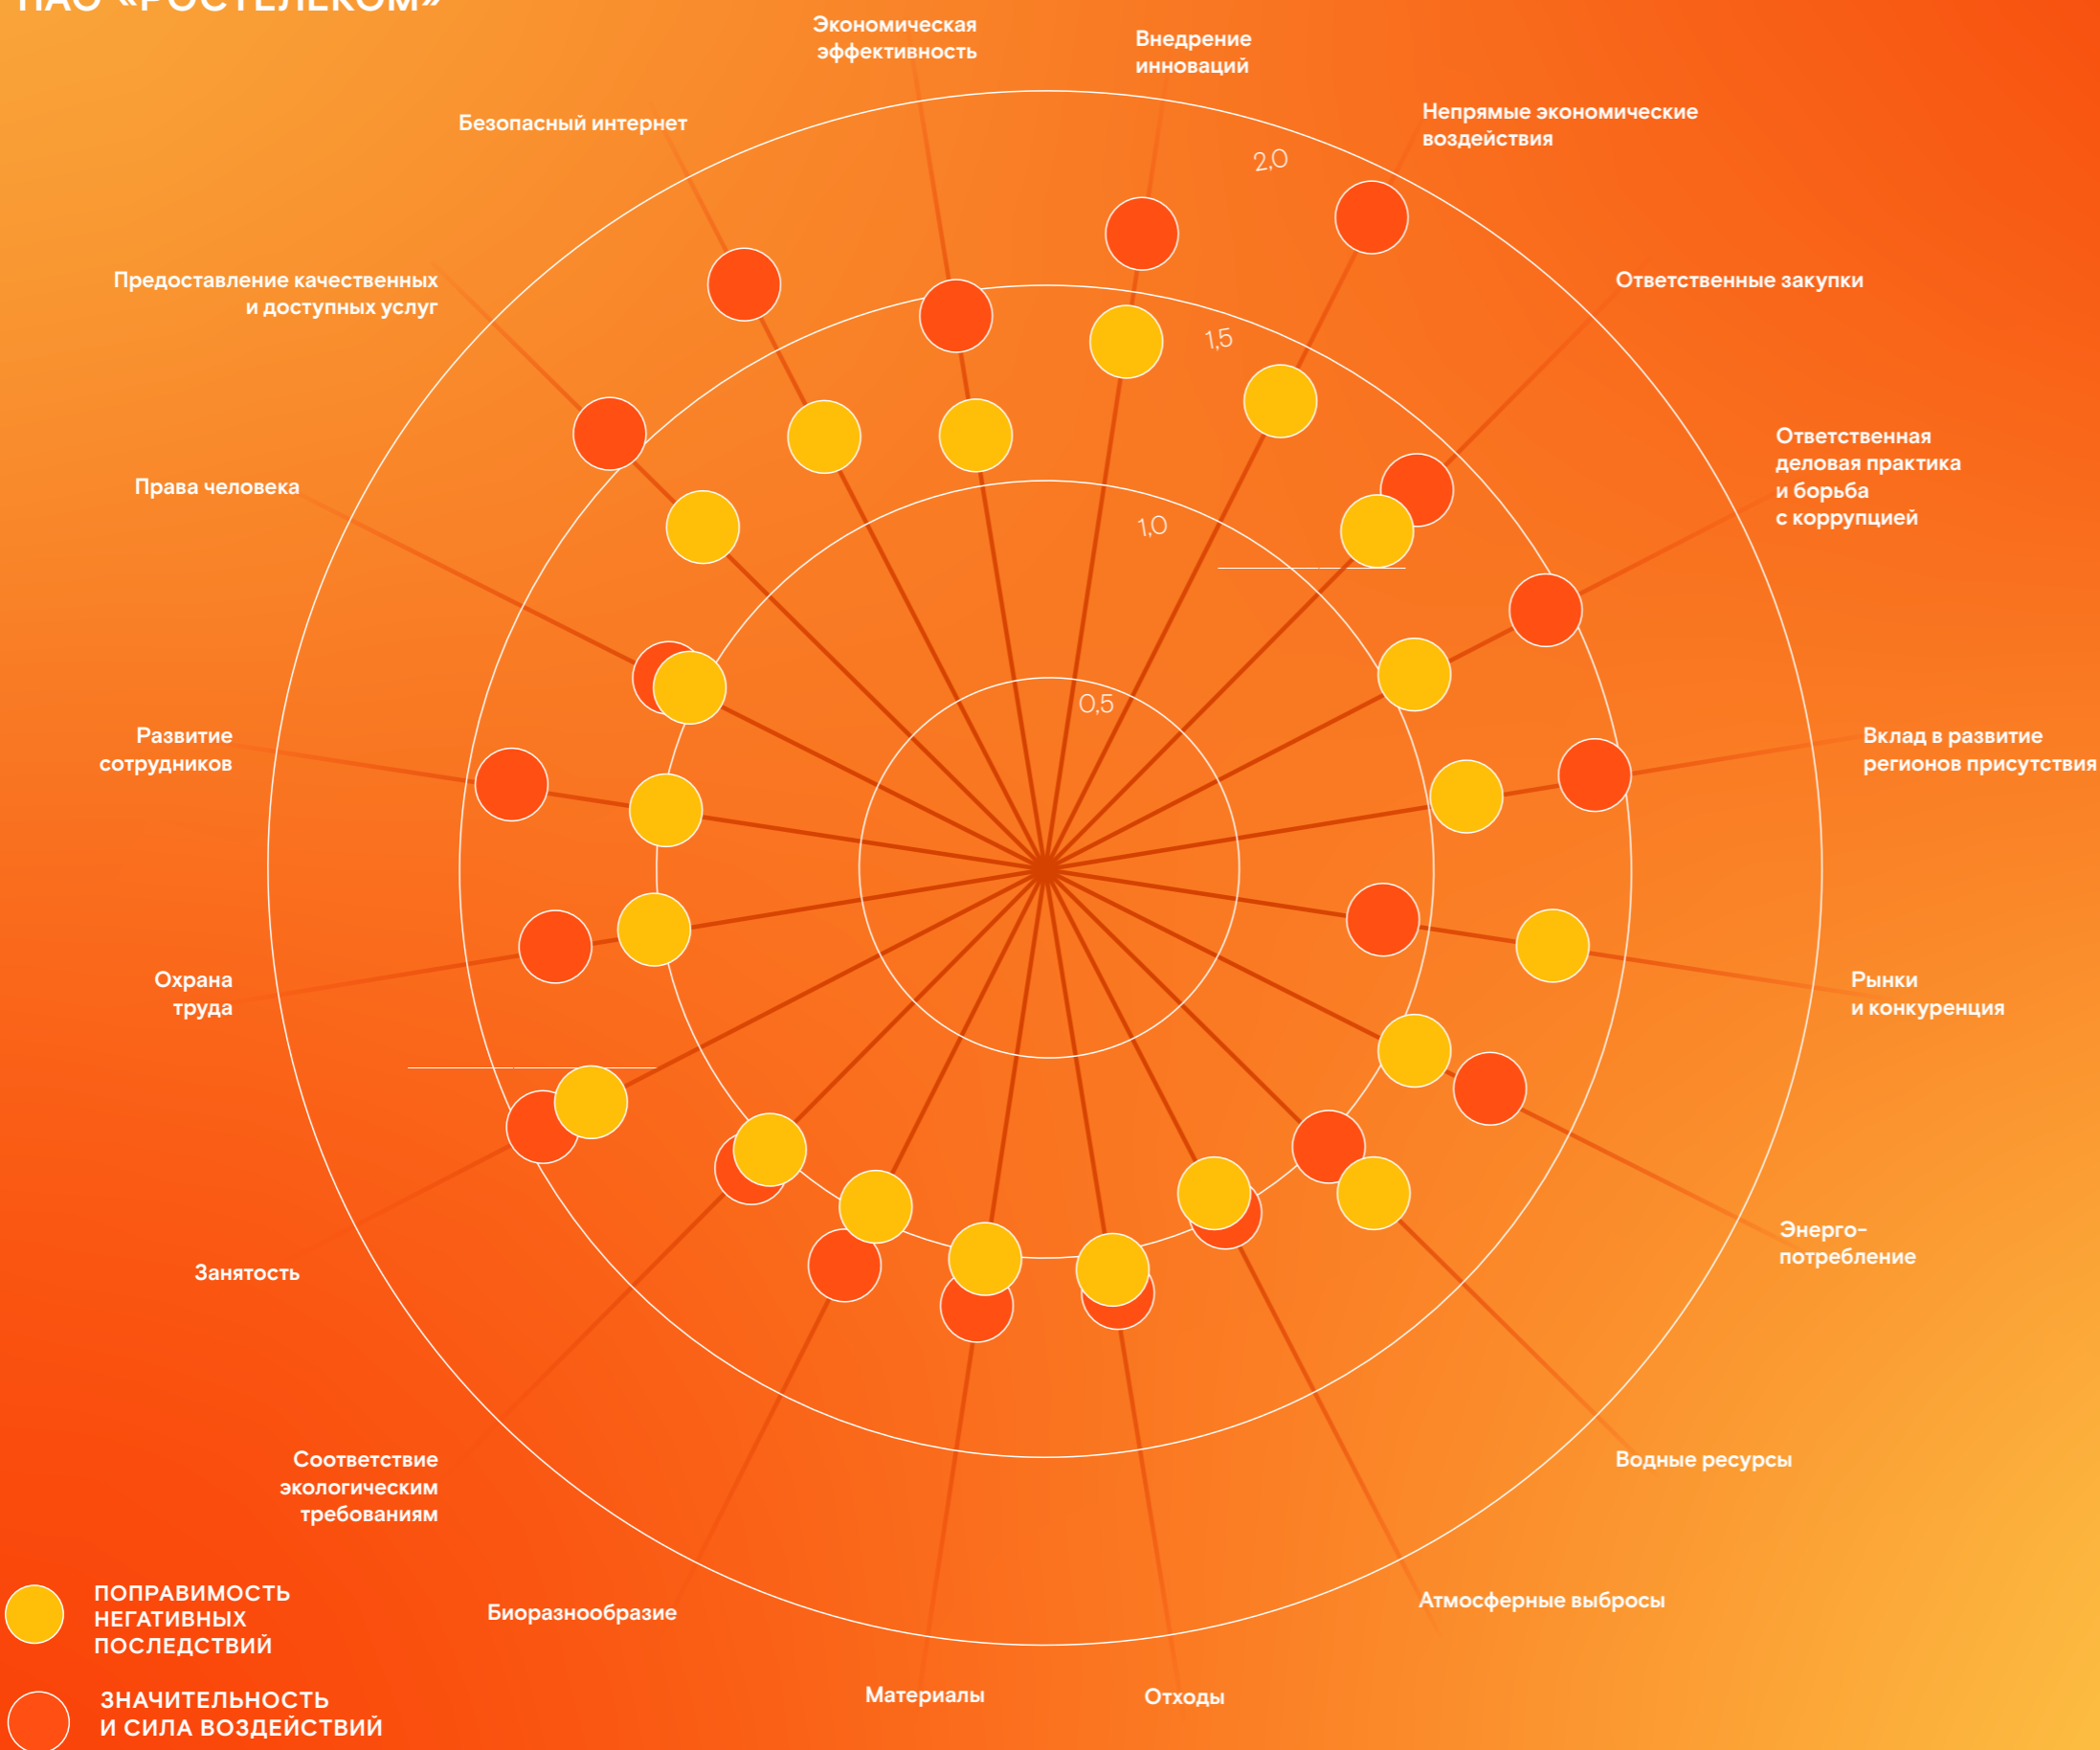 ПАО «РОСТЕЛЕКОМ»
Экономическая
эффективность
Внедрение
инноваций
Непрямые экономические
воздействия
Безопасный интернет
2,0
Предоставление качественных
и доступных услуг
Ответственные закупки
1,5
Ответственная
деловая практика
и борьба
с коррупцией
Права человека
1,0
0,5
Развитие
сотрудников
Вклад в развитие
регионов присутствия
Охрана
труда
Рынки
и конкуренция
Энерго-
потребление
Занятость
Соответствие
экологическим
требованиям
Водные ресурсы
Биоразнообразие
Атмосферные выбросы
Материалы
Отходы
ПОПРАВИМОСТЬ
НЕГАТИВНЫХ
ПОСЛЕДСТВИЙ
ЗНАЧИТЕЛЬНОСТЬ
И СИЛА ВОЗДЕЙСТВИЙ